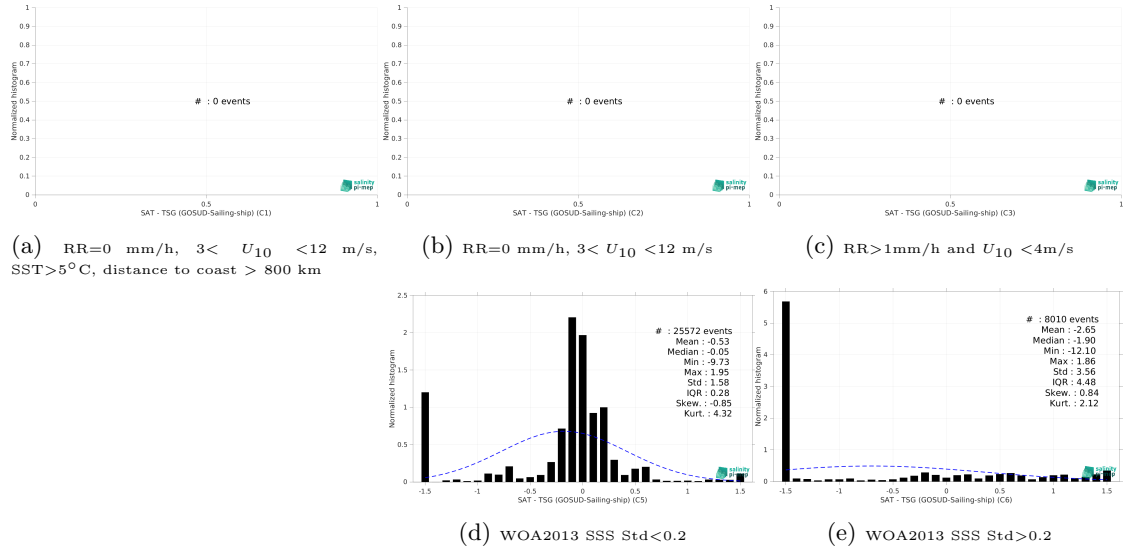 1
0.9
0.8
0.7
0.6
0.5
0.4
0.3
0.2
0.1
0
Normalized histogram
# : 0 events
salinity
pi-mep
0 0.5 1
SAT - TSG (GOSUD-Sailing-ship) (C1)
(a) RR=0 mm/h, 3< U10 <12 m/s,
SST>5°C, distance to coast > 800 km
1
0.9
0.8
0.7
0.6
0.5
0.4
0.3
0.2
0.1
0
Normalized histogram
# : 0 events
salinity
pi-mep
0 0.5 1
SAT - TSG (GOSUD-Sailing-ship) (C2)
(b) RR=0 mm/h, 3< U10 <12 m/s
1
0.9
0.8
0.7
0.6
0.5
0.4
0.3
0.2
0.1
0
Normalized histogram
# : 0 events
salinity
pi-mep
0 0.5 1
SAT - TSG (GOSUD-Sailing-ship) (C3)
(c) RR>1mm/h and U10 <4m/s
2.5
2
1.5
1
0.5
0
Normalized histogram
# : 25572 events
Mean : -0.53
Median : -0.05
Min : -9.73
Max : 1.95
Std : 1.58
IQR : 0.28
Skew. : -0.85
Kurt. : 4.32
salinity
pi-mep
-1.5 -1 -0.5 0 0.5 1 1.5
SAT - TSG (GOSUD-Sailing-ship) (C5)
(d) WOA2013 SSS Std<0.2
6
5
4
3
2
1
0
Normalized histogram
# : 8010 events
Mean : -2.65
Median : -1.90
Min : -12.10
Max : 1.86
Std : 3.56
IQR : 4.48
Skew. : 0.84
Kurt. : 2.12
salinity
pi-mep
-1.5 -1 -0.5 0 0.5 1 1.5
SAT - TSG (GOSUD-Sailing-ship) (C6)
(e) WOA2013 SSS Std>0.2